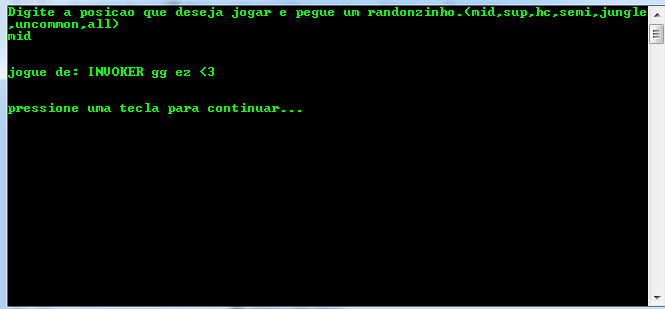 Digite a posicao que deseja jogar e pegue um randonzinho.(mid,sup,hc,semi,jungle
,uncommon,all)
mid
jogue de: INVOKER gg ez <3
pressione uma tecla para continuar...